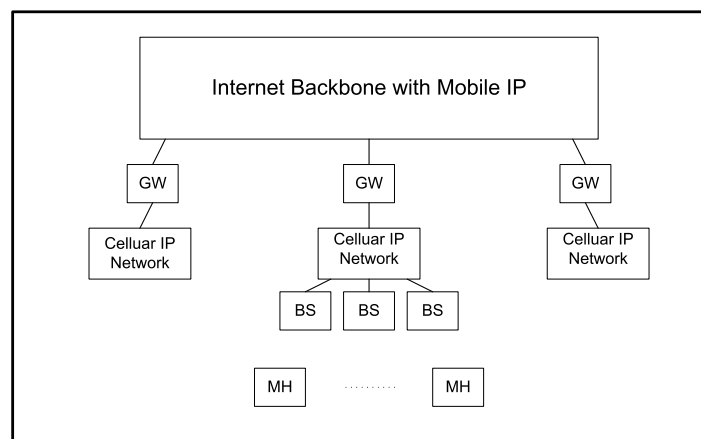 Internet Backbone with Mobile IP
GW
GW
GW
Celluar IP
Network
Celluar IP
Network
Celluar IP
Network
BS
BS
BS
MH
..........
MH